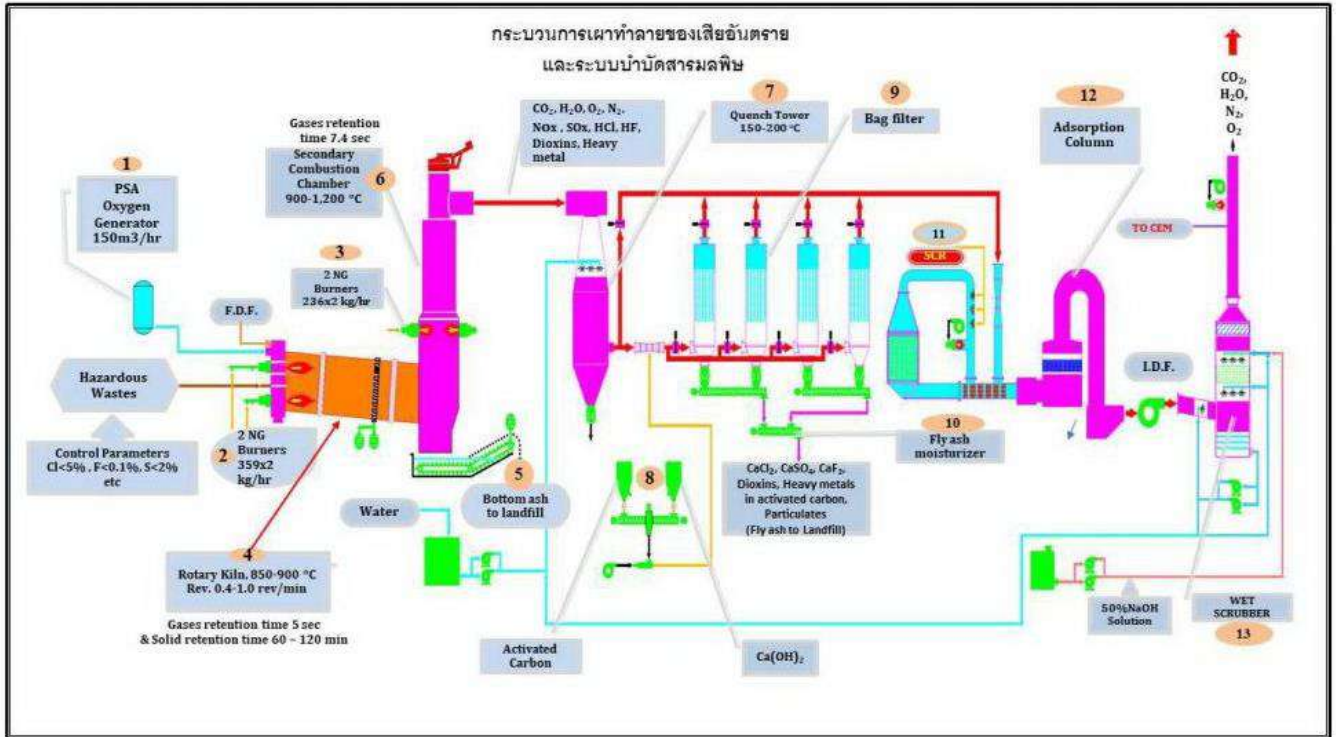 กระบวนการเผาทำลายของเสียอันตราย
และระบบบำบัดสารมลพิษ
1
PSA
Oxygen
Generator
150m3/hr
F.D.F.
Hazardous
Wastes
Control Parameters
Cl<5% , F<0.1%, S<2%
etc
2
2 NG
Burners
359x2
kg/hr
3
2 NG
Burners
236x2 kg/hr
4
Rotary Kiln, 850-900 °C
Rev. 0.4-1.0 rev/min
Gases retention time 5 sec
& Solid retention time 60 – 120 min
5
Bottom ash
to landfill
Gases retention
time 7.4 sec
Secondary
Combustion
Chamber
900-1,200 °C
6
CO₂, H₂O, O₂, N₂,
Nox , SOx, HCl, HF,
Dioxins, Heavy
metal
7
Quench Tower
150-200 °C
Water
8
Activated
Carbon
Ca(OH)₂
9
Bag filter
10
Fly ash
moisturizer
CaCl₂, CaSO₄, CaF₂,
Dioxins, Heavy metals
in activated carbon,
Particulates
(Fly ash to Landfill)
11
SCR
12
Adsorption
Column
I.D.F.
50%NaOH
Solution
WET
SCRUBBER
13
TO CEM
CO₂,
H₂O,
N₂,
O₂